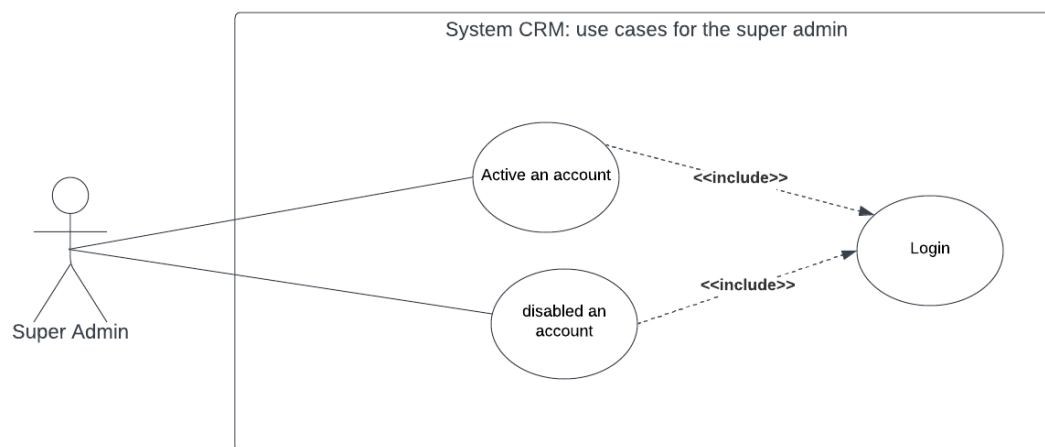 System CRM: use cases for the super admin
Active an account
<<include>>
Login
<<include>>
disabled an
account
Super Admin